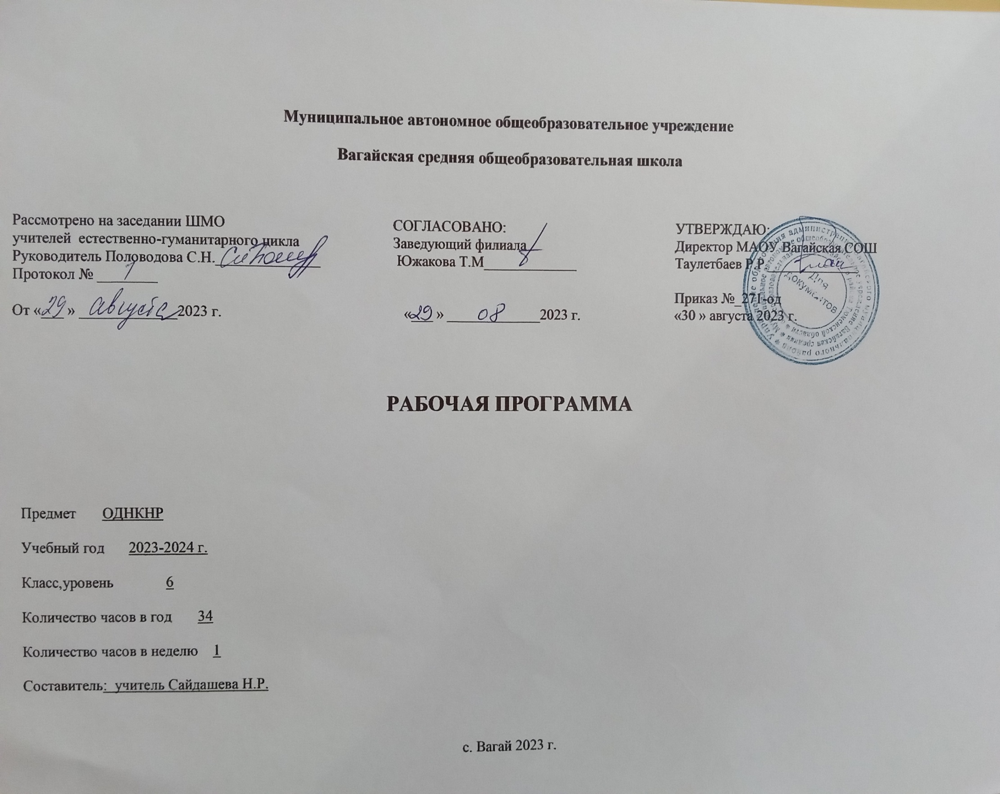 Муниципальное автономное общеобразовательное учреждение
Вагайская средняя общеобразовательная школа
Рассмотрено на заседании ШМО
учителей естественно-гуманитарного цикла
Руководитель Половодова С.Н.
Протокол № 1
От «29» августа 2023 г.
СОГЛАСОВАНО:
Заведующий филиала
Южакова Т.М
«29» 08 2023 г.
УТВЕРЖДАЮ:
Директор МАОУ Вагайская СОШ
Таулетбаев Р.Р.
Приказ №_271-од
«30 » августа 2023 г.
Для
документов
РАБОЧАЯ ПРОГРАММА
Предмет ОДНКНР
Учебный год 2023-2024 г.
Класс,уровень 6
Количество часов в год 34
Количество часов в неделю 1
Составитель: учитель Сайдашева Н.Р.
с. Вагай 2023 г.